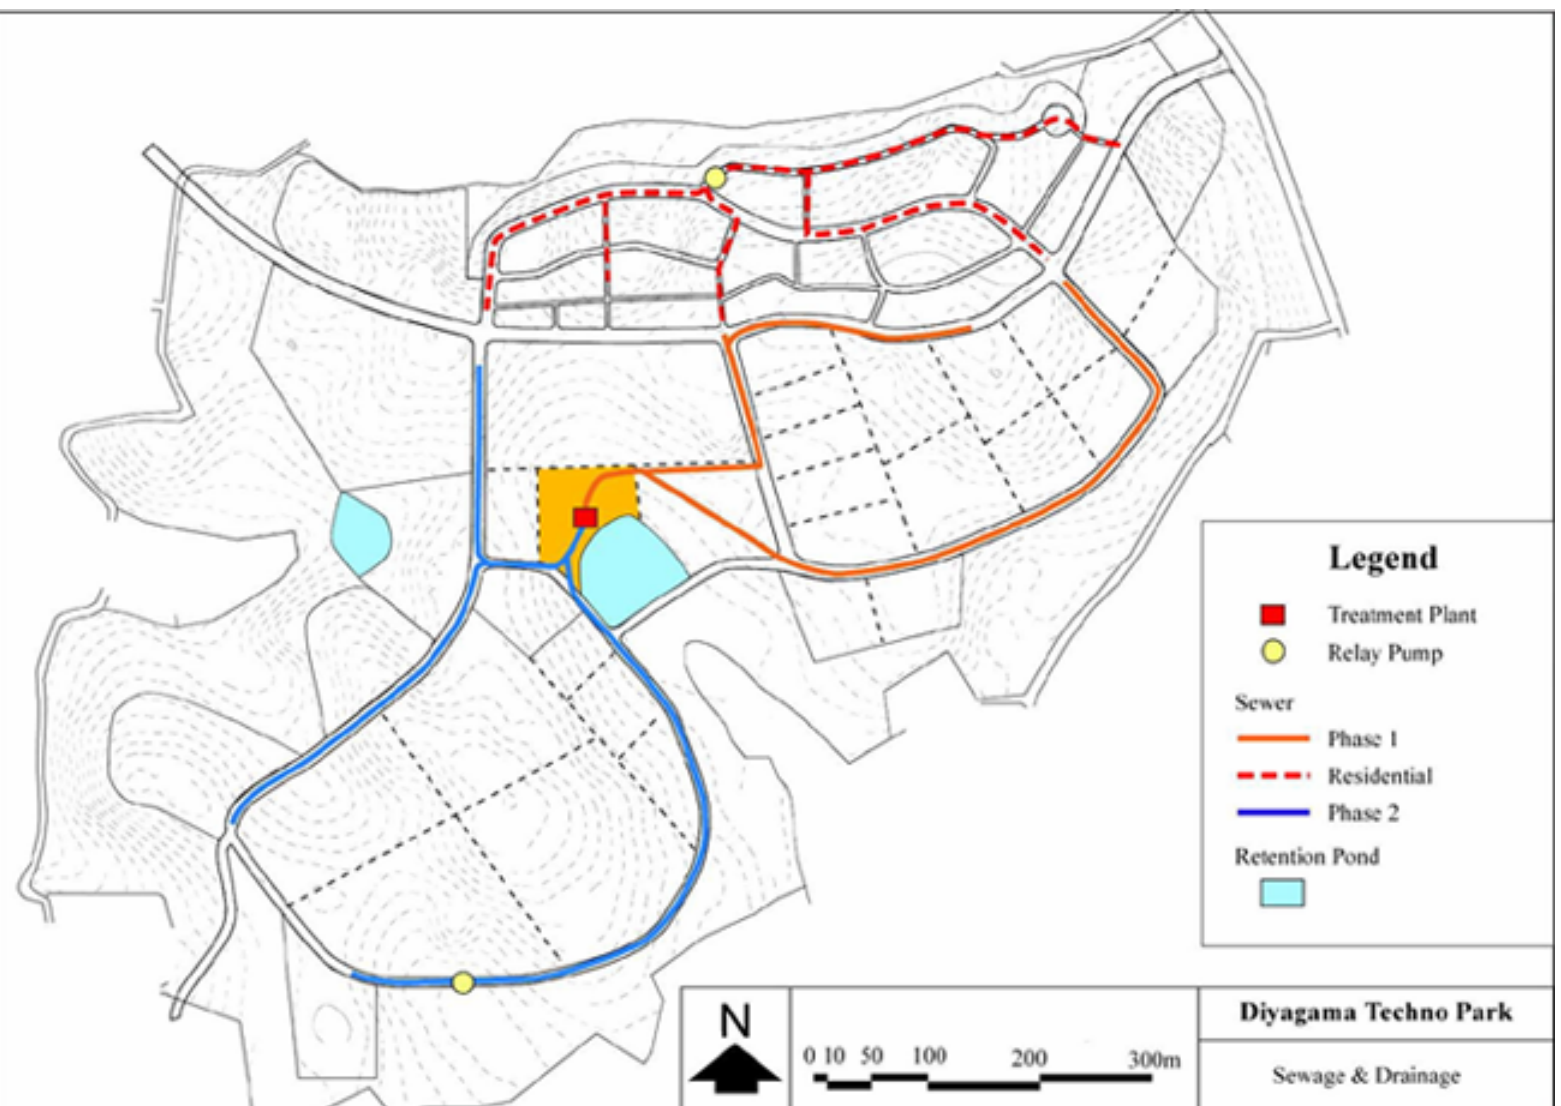 Legend
Treatment Plant
Relay Pump
Sewer
Phase 1
Residential
Phase 2
Retention Pond
N
0 10 50 100 200 300m
Diyagama Techno Park
Sewage & Drainage